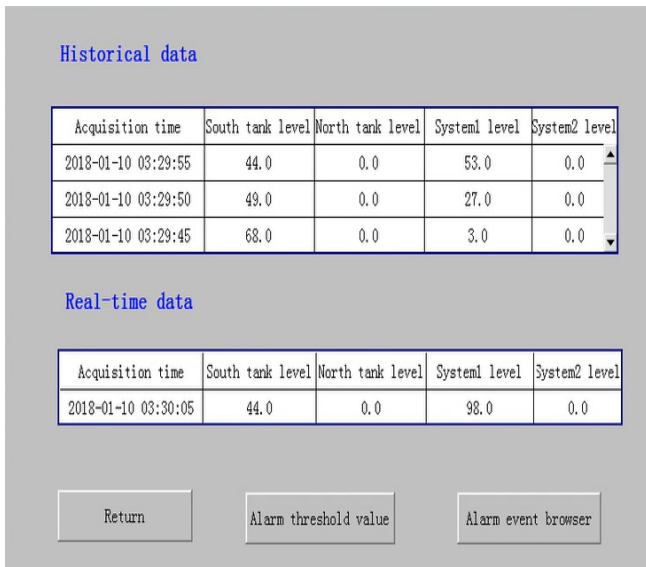 Historical data
Acquisition time South tank level North tank level System1 level System2 level
2018-01-10 03:29:55 44.0 0.0 53.0 0.0
2018-01-10 03:29:50 49.0 0.0 27.0 0.0
2018-01-10 03:29:45 68.0 0.0 3.0 0.0
Real-time data
Acquisition time South tank level North tank level System1 level System2 level
2018-01-10 03:30:05 44.0 0.0 98.0 0.0
Return Alarm threshold value Alarm event browser